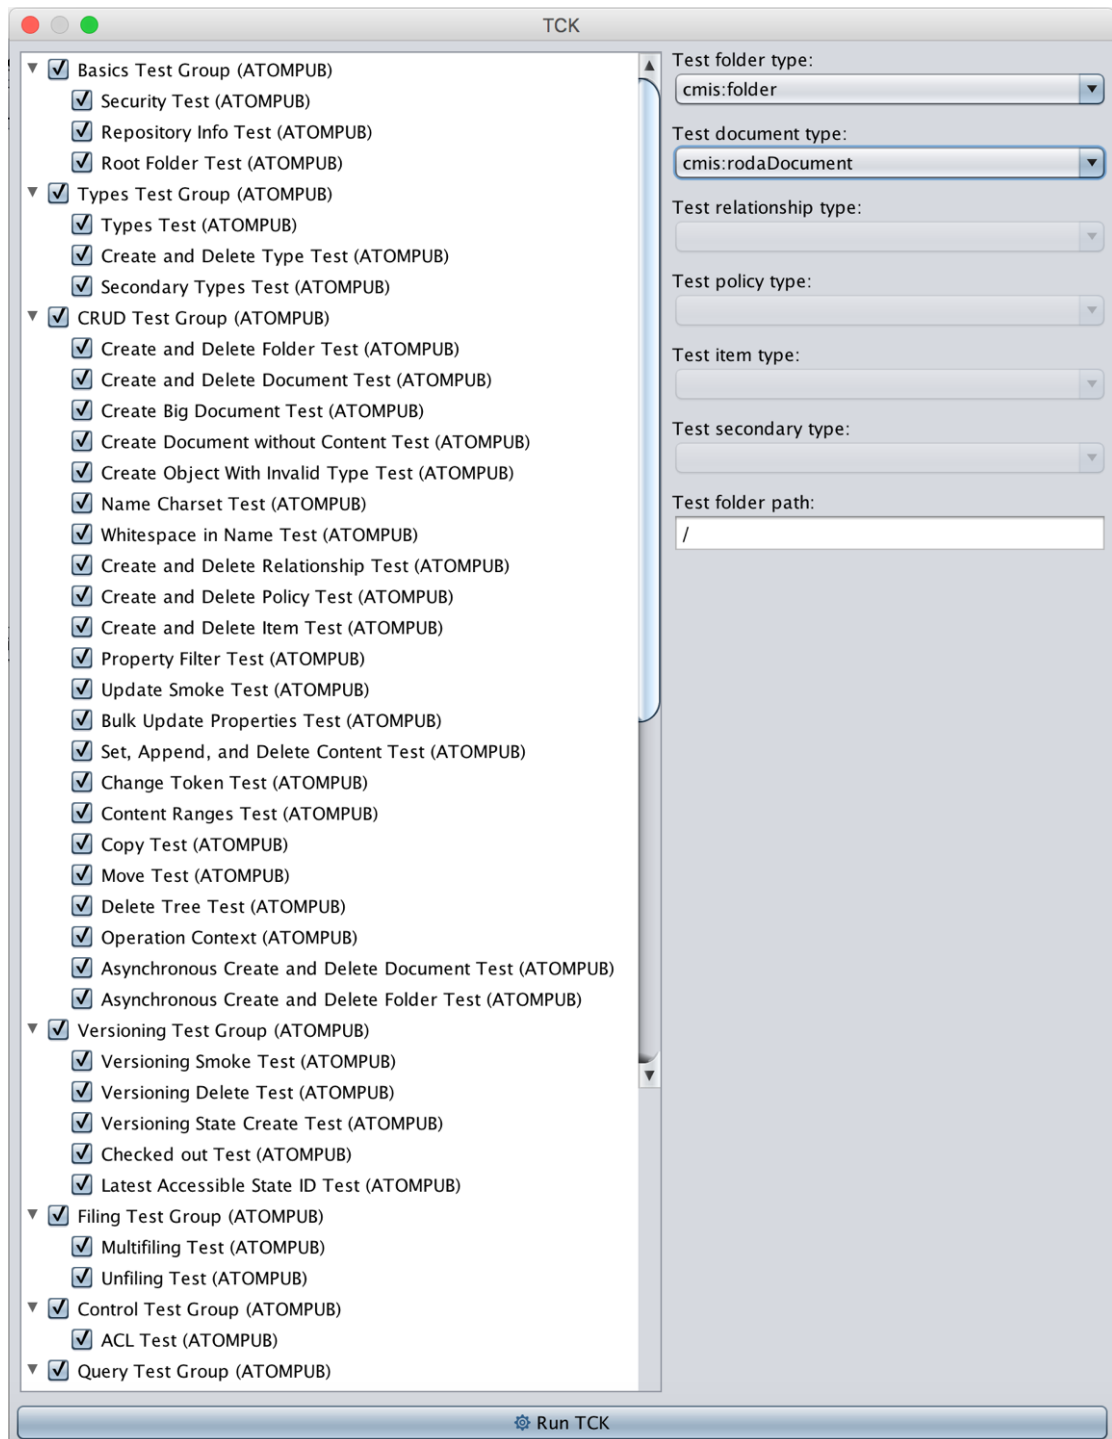 TCK
Basics Test Group (ATOMPUB)
Security Test (ATOMPUB)
Repository Info Test (ATOMPUB)
Root Folder Test (ATOMPUB)
Types Test Group (ATOMPUB)
Types Test (ATOMPUB)
Create and Delete Type Test (ATOMPUB)
Secondary Types Test (ATOMPUB)
CRUD Test Group (ATOMPUB)
Create and Delete Folder Test (ATOMPUB)
Create and Delete Document Test (ATOMPUB)
Create Big Document Test (ATOMPUB)
Create Document without Content Test (ATOMPUB)
Create Object With Invalid Type Test (ATOMPUB)
Name Charset Test (ATOMPUB)
Whitespace in Name Test (ATOMPUB)
Create and Delete Relationship Test (ATOMPUB)
Create and Delete Policy Test (ATOMPUB)
Create and Delete Item Test (ATOMPUB)
Property Filter Test (ATOMPUB)
Update Smoke Test (ATOMPUB)
Bulk Update Properties Test (ATOMPUB)
Set, Append, and Delete Content Test (ATOMPUB)
Change Token Test (ATOMPUB)
Content Ranges Test (ATOMPUB)
Copy Test (ATOMPUB)
Move Test (ATOMPUB)
Delete Tree Test (ATOMPUB)
Operation Context (ATOMPUB)
Asynchronous Create and Delete Document Test (ATOMPUB)
Asynchronous Create and Delete Folder Test (ATOMPUB)
Versioning Test Group (ATOMPUB)
Versioning Smoke Test (ATOMPUB)
Versioning Delete Test (ATOMPUB)
Versioning State Create Test (ATOMPUB)
Checked out Test (ATOMPUB)
Latest Accessible State ID Test (ATOMPUB)
Filing Test Group (ATOMPUB)
Multifiling Test (ATOMPUB)
Unfiling Test (ATOMPUB)
Control Test Group (ATOMPUB)
ACL Test (ATOMPUB)
Query Test Group (ATOMPUB)
Test folder type:
cmis:folder
Test document type:
cmis:rodaDocument
Test relationship type:
Test policy type:
Test item type:
Test secondary type:
Test folder path:
/
Run TCK